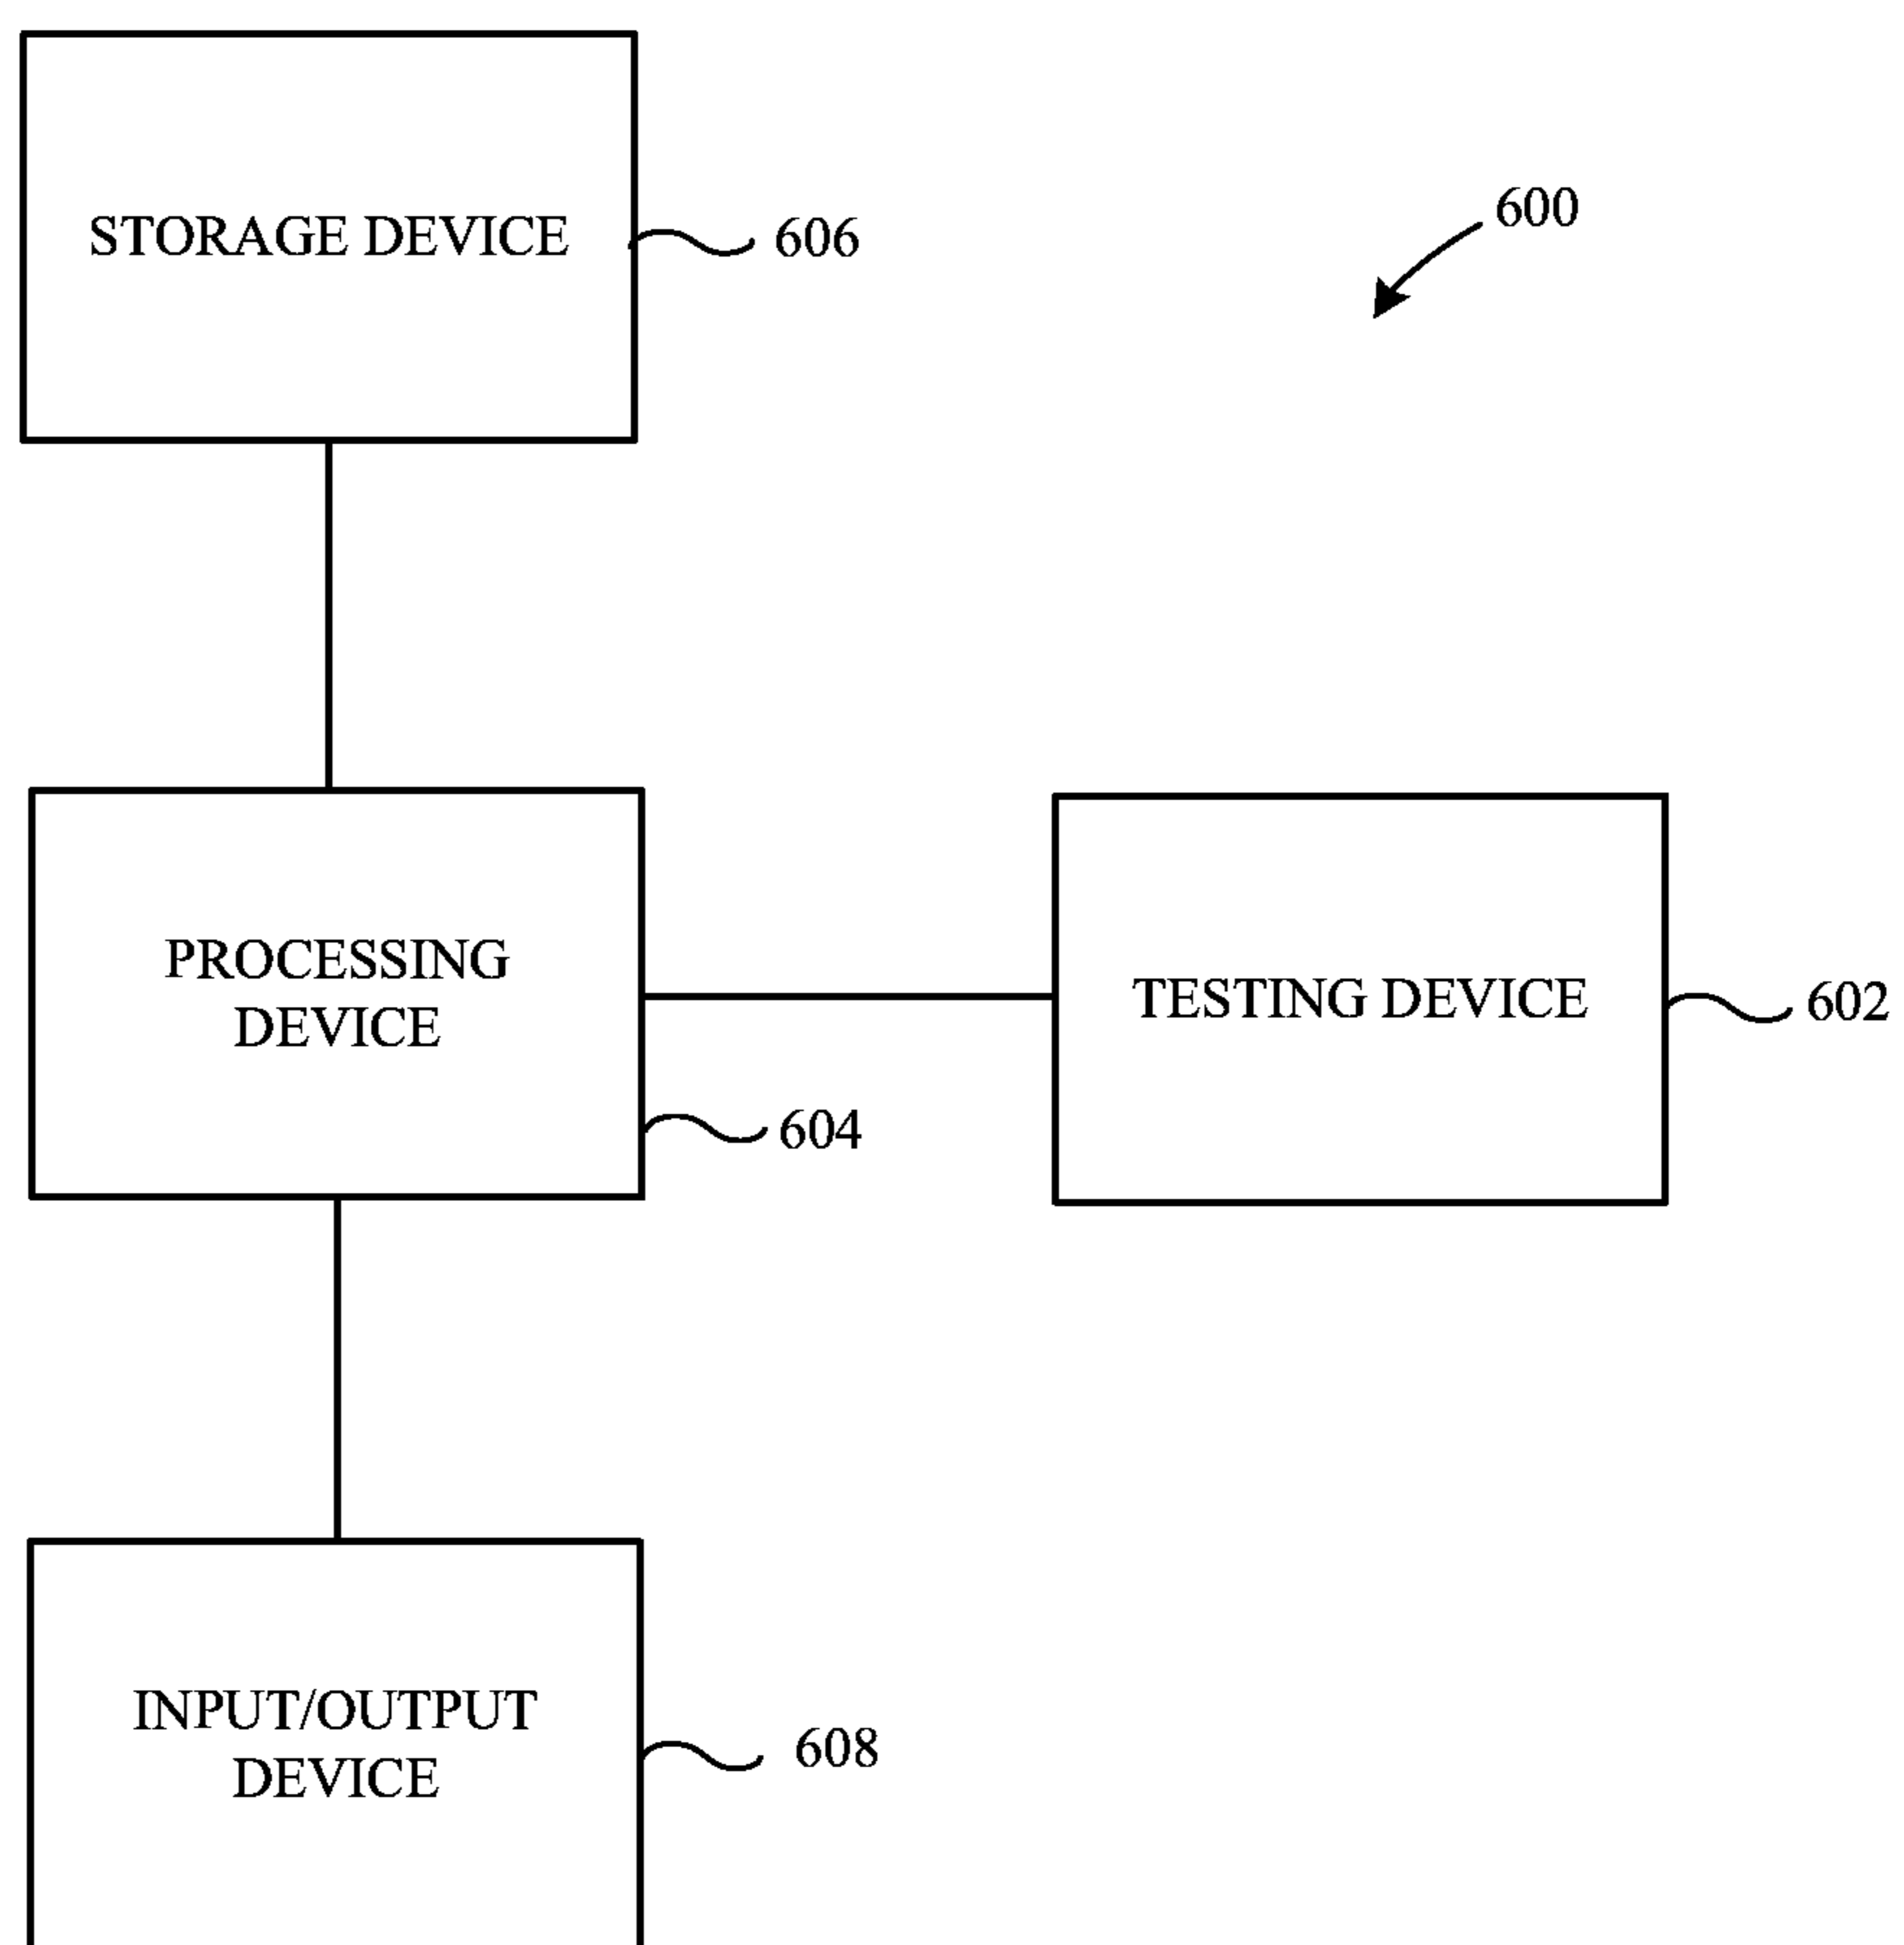 STORAGE DEVICE
606
600
PROCESSING
DEVICE
604
TESTING DEVICE
602
INPUT/OUTPUT
DEVICE
608